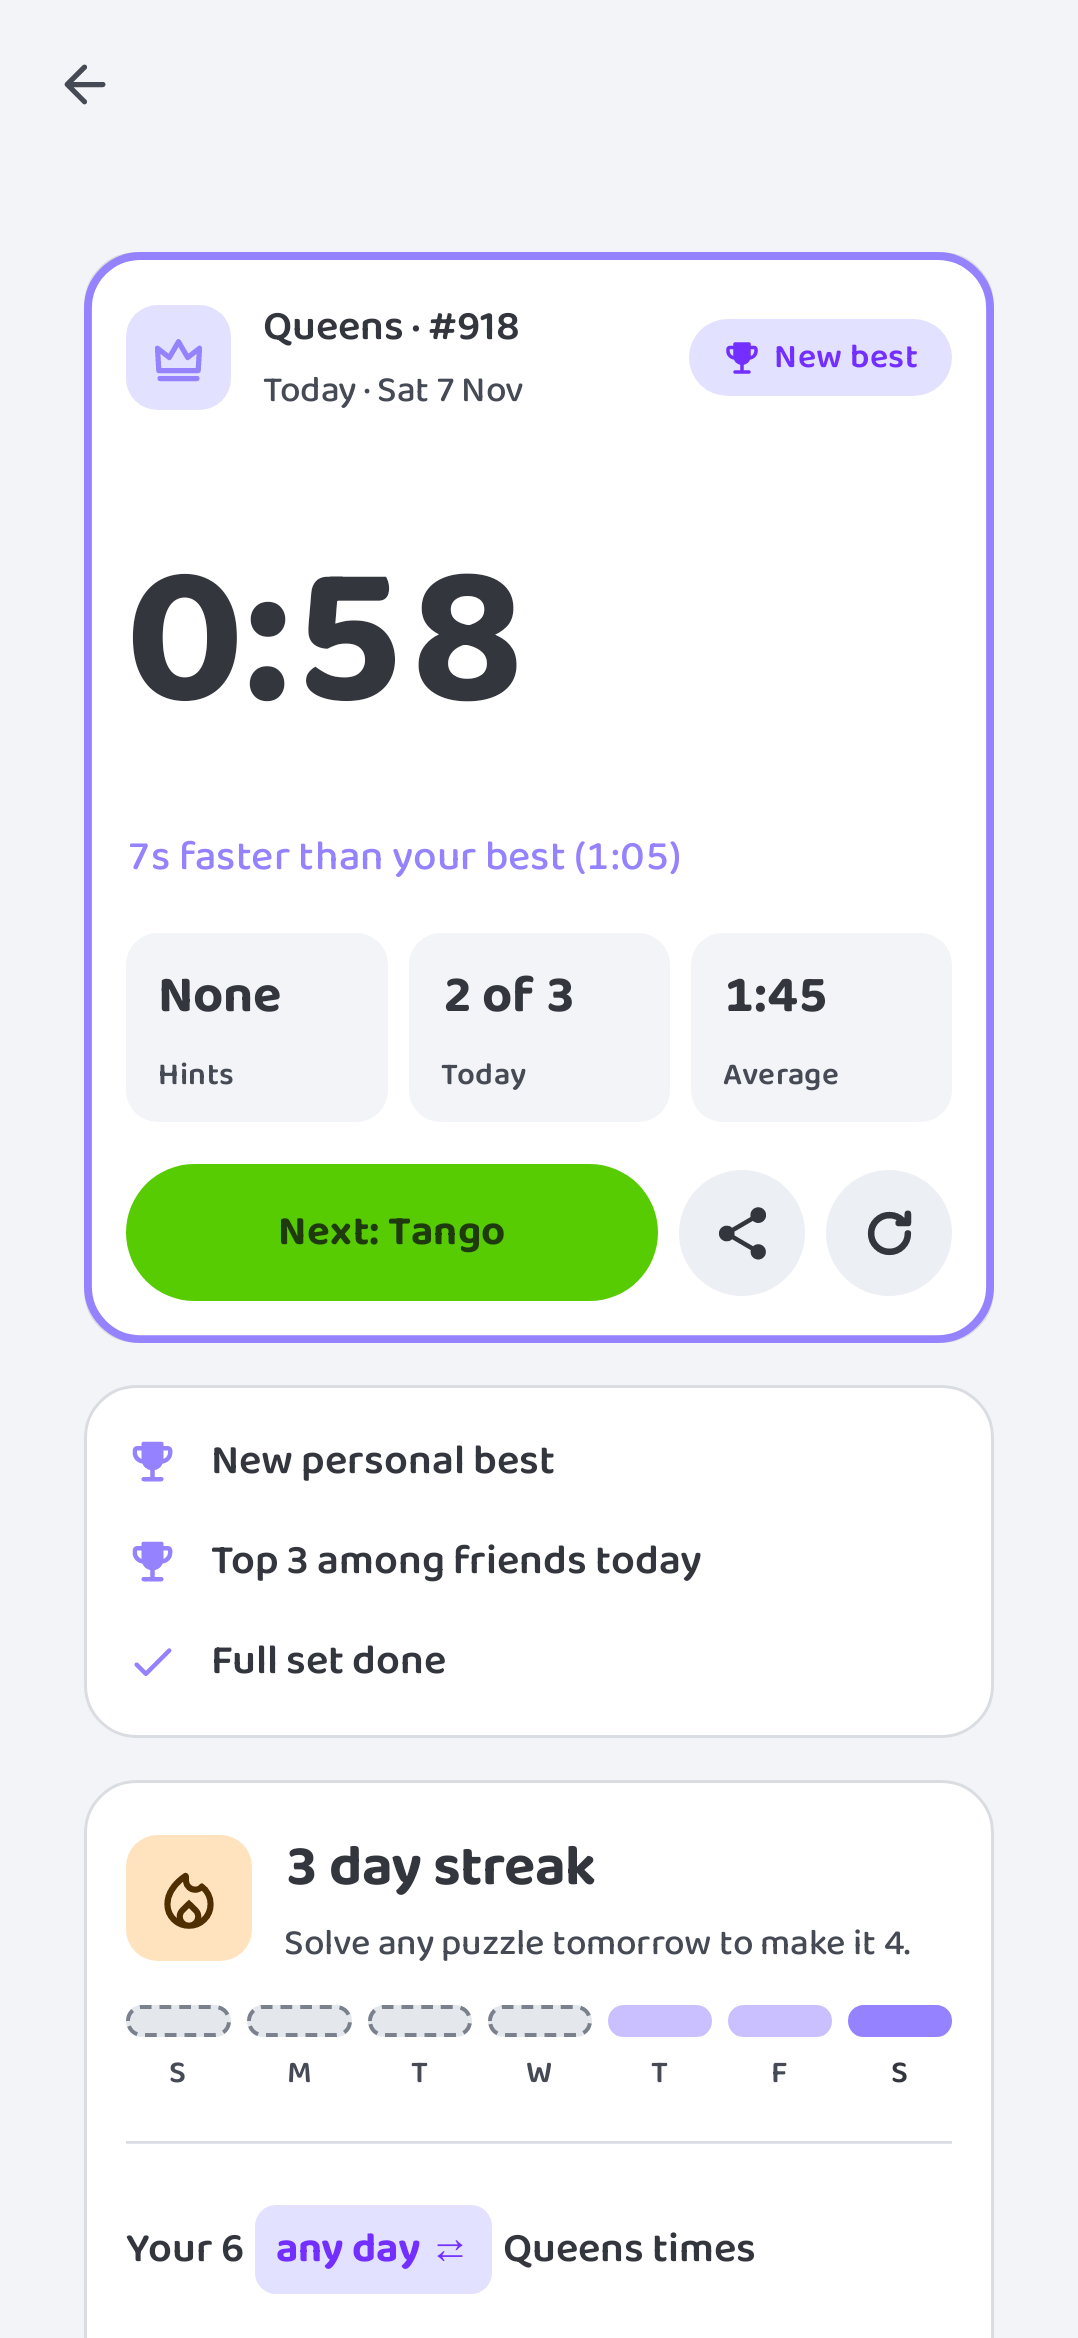 Queens · #918
Today · Sat 7 Nov
New best
0:58
7s faster than your best (1:05)
None
Hints
2 of 3
Today
1:45
Average
Next: Tango
New personal best
Top 3 among friends today
Full set done
3 day streak
Solve any puzzle tomorrow to make it 4.
S M T W T F S
Your 6 any day ⇄ Queens times